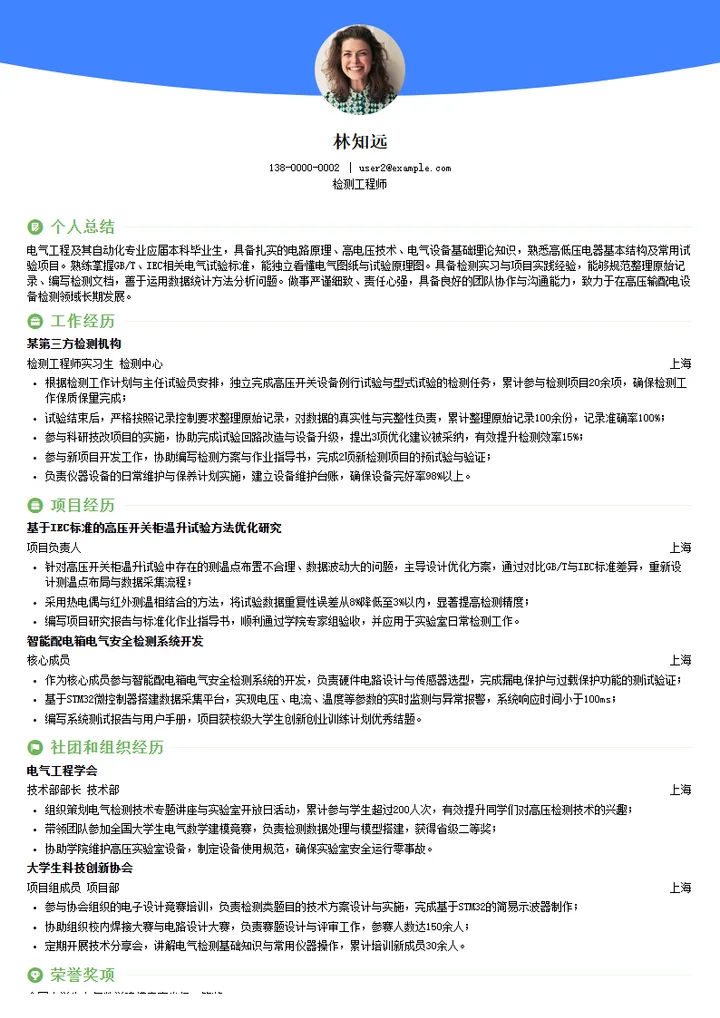 林知远
138-0000-0002 | user2@example.com
检测工程师
个人总结
电气工程及其自动化专业应届本科毕业生，具备扎实的电路原理、高电压技术、电气设备基础理论知识，熟悉高低压电器基本结构及常用试
验项目。熟练掌握GB/T、IEC相关电气试验标准，能独立看懂电气图纸与试验原理图。具备检测实习与项目实践经验，能够规范整理原始记
录、编写检测文档，善于运用数据统计方法分析问题。做事严谨细致、责任心强，具备良好的团队协作与沟通能力，致力于在高压输配电设
备检测领域长期发展。
工作经历
某第三方检测机构
检测工程师实习生 检测中心 上海
• 根据检测工作计划与主任试验员安排，独立完成高压开关设备例行试验与型式试验的检测任务，累计参与检测项目20余项，确保检测工
作保质保量完成；
• 试验结束后，严格按照记录控制要求整理原始记录，对数据的真实性与完整性负责，累计整理原始记录100余份，记录准确率100%；
• 参与科研技改项目的实施，协助完成试验回路改造与设备升级，提出3项优化建议被采纳，有效提升检测效率15%；
• 参与新项目开发工作，协助编写检测方案与作业指导书，完成2项新检测项目的预试验与验证；
• 负责仪器设备的日常维护与保养计划实施，建立设备维护台账，确保设备完好率98%以上。
项目经历
基于IEC标准的高压开关柜温升试验方法优化研究
项目负责人 上海
• 针对高压开关柜温升试验中存在的测温点布置不合理、数据波动大的问题，主导设计优化方案，通过对比GB/T与IEC标准差异，重新设
计测温点布局与数据采集流程；
• 采用热电偶与红外测温相结合的方法，将试验数据重复性误差从8%降低至3%以内，显著提高检测精度；
• 编写项目研究报告与标准化作业指导书，顺利通过学院专家组验收，并应用于实验室日常检测工作。
智能配电箱电气安全检测系统开发
核心成员 上海
• 作为核心成员参与智能配电箱电气安全检测系统的开发，负责硬件电路设计与传感器选型，完成漏电保护与过载保护功能的测试验证；
• 基于STM32微控制器搭建数据采集平台，实现电压、电流、温度等参数的实时监测与异常报警，系统响应时间小于100ms；
• 编写系统测试报告与用户手册，项目获校级大学生创新创业训练计划优秀结题。
社团和组织经历
电气工程学会
技术部部长 技术部 上海
• 组织策划电气检测技术专题讲座与实验室开放日活动，累计参与学生超过200人次，有效提升同学们对高压检测技术的兴趣；
• 带领团队参加全国大学生电气数学建模竞赛，负责检测数据处理与模型搭建，获得省级二等奖；
• 协助学院维护高压实验室设备，制定设备使用规范，确保实验室安全运行零事故。
大学生科技创新协会
项目组成员 项目部 上海
• 参与协会组织的电子设计竞赛培训，负责检测类题目的技术方案设计与实施，完成基于STM32的简易示波器制作；
• 协助组织校内焊接大赛与电路设计大赛，负责赛题设计与评审工作，参赛人数达150余人；
• 定期开展技术分享会，讲解电气检测基础知识与常用仪器操作，累计培训新成员30余人。
荣誉奖项